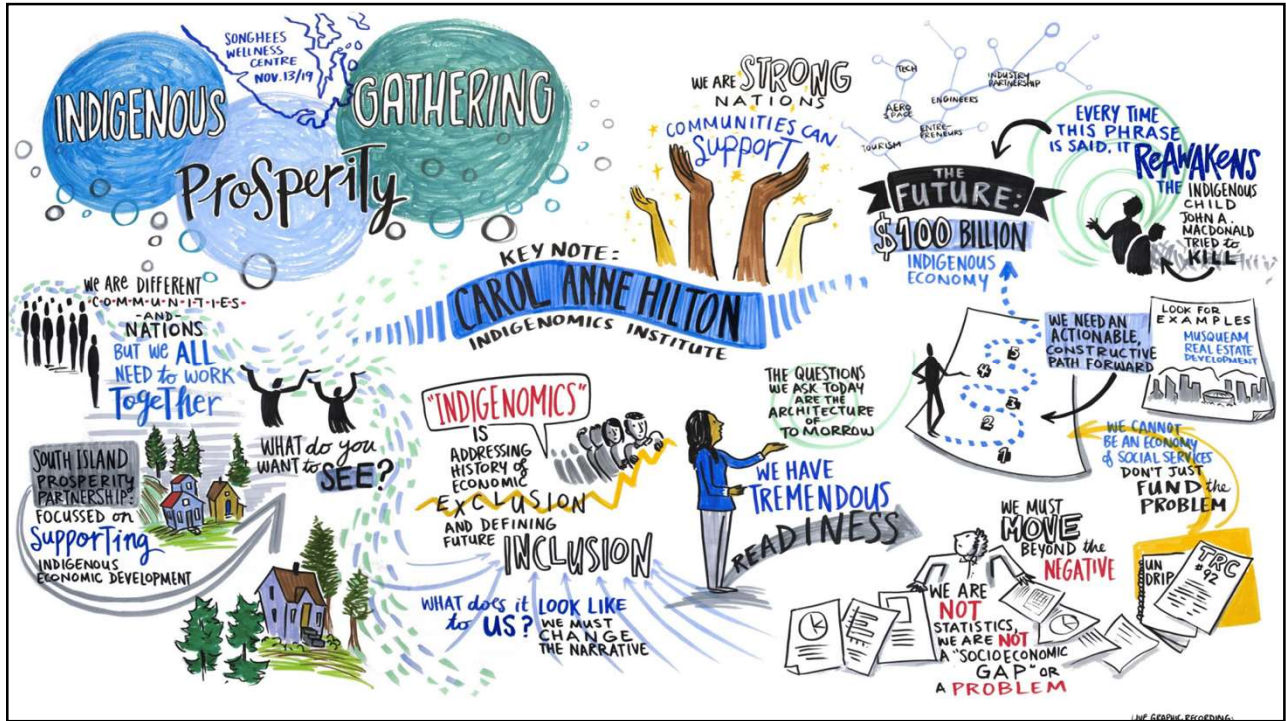 INDIGENOUS
Prosperity
GATHERING
SONGHEES
WELLNESS
CENTRE
NOV. 13/19
WE ARE STRONG
NATIONS
COMMUNITIES CAN
Support
TECH
AERO
SPACE
ENGINEERS
INDUSTRY
PARTNERSHIP
ENTRE-
PRENEURS
TOURISM
THE
FUTURE:
$100 BILLION
INDIGENOUS
ECONOMY
EVERY TIME
THIS PHRASE
IS SAID, IT
ReAWAKENS
THE INDIGENOUS
CHILD
JOHN A.
MACDONALD
TRIED to
KILL
KEY NOTE:
CAROL ANNE HILTON
INDIGENOMICS INSTITUTE
WE ARE DIFFERENT
C·O·M·M·U·N·I·T·I·E·S
-AND-
NATIONS
BUT WE ALL
NEED to WORK
TogeTHER
SOUTH ISLAND
PROSPERITY
PARTNERSHIP:
FOCUSSED on
Supporting
INDIGENOUS
ECONOMIC DEVELOPMENT
WHAT do you
WANT to SEE?
"INDIGENOMICS"
IS
ADDRESSING
HISTORY of
ECONOMIC
EXCLUSION
AND DEFINING
FUTURE
INCLUSION
WHAT does it LOOK LIKE
to US?
WE MUST
CHANGE
THE NARRATIVE
THE QUESTIONS
WE ASK TODAY
ARE THE
ARCHITECTURE
OF
TOMORROW
WE HAVE
TREMENDOUS
READINESS
WE NEED AN
ACTIONABLE,
CONSTRUCTIVE
PATH FORWARD
5
4
3
2
1
LOOK FOR
EXAMPLES
MUSQUEAM
REAL ESTATE
DEVELOPMENT
WE CANNOT
BE AN ECONOMY
OF SOCIAL SERVICES
DON'T JUST
FUND the
PROBLEM
WE MUST
MOVE
BEYOND the
NEGATIVE
WE ARE
NOT
STATISTICS,
WE ARE NOT
A "SOCIOECONOMIC
GAP" OR
A PROBLEM
UN
DRIP
TRC
#92
LIVE GRAPHIC RECORDING: